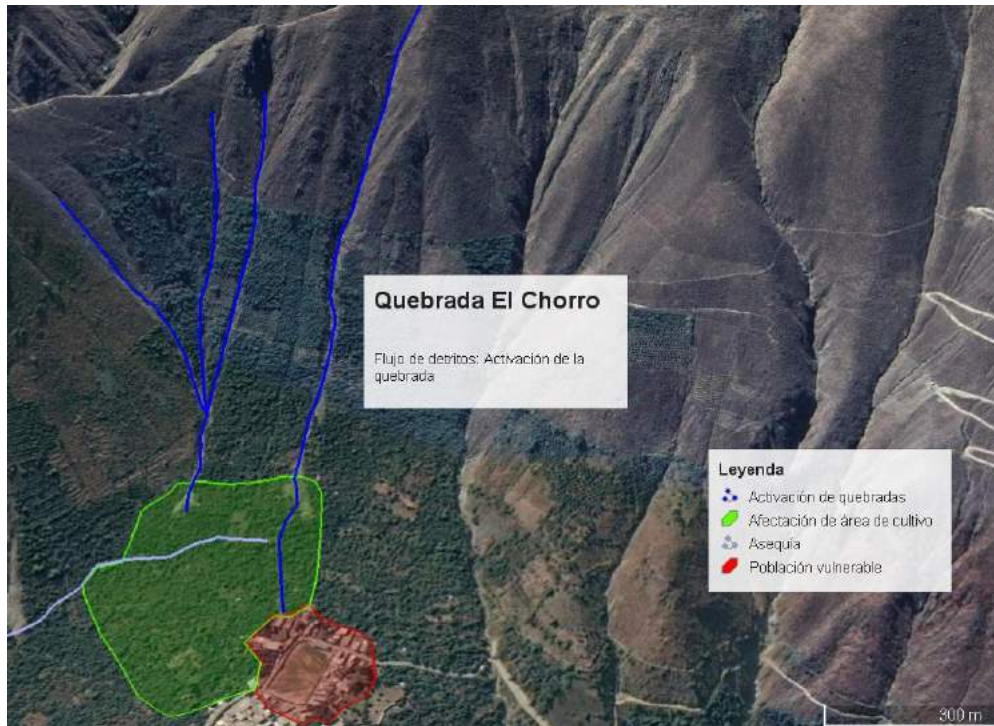 Quebrada El Chorro
Flujo de detritos: Activación de la
quebrada
Leyenda
Activación de quebradas
Afectación de área de cultivo
Asequia
Población vulnerable
300 m